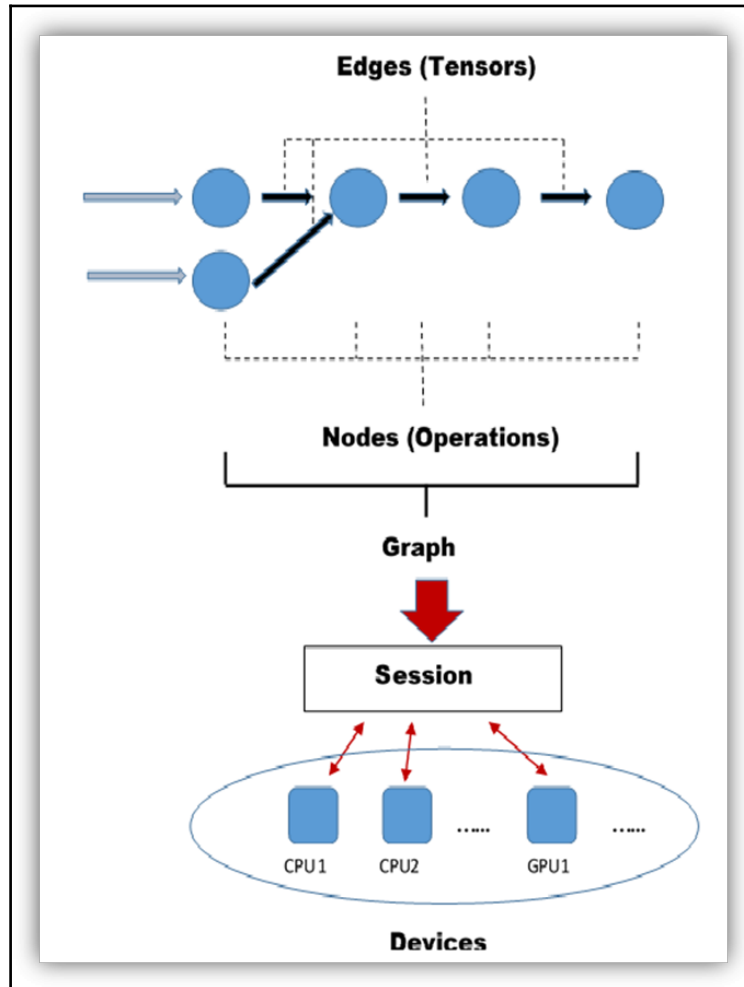 Edges (Tensors)
Nodes (Operations)
Graph
Session
CPU1 CPU2 ...... GPU1 ......
Devices